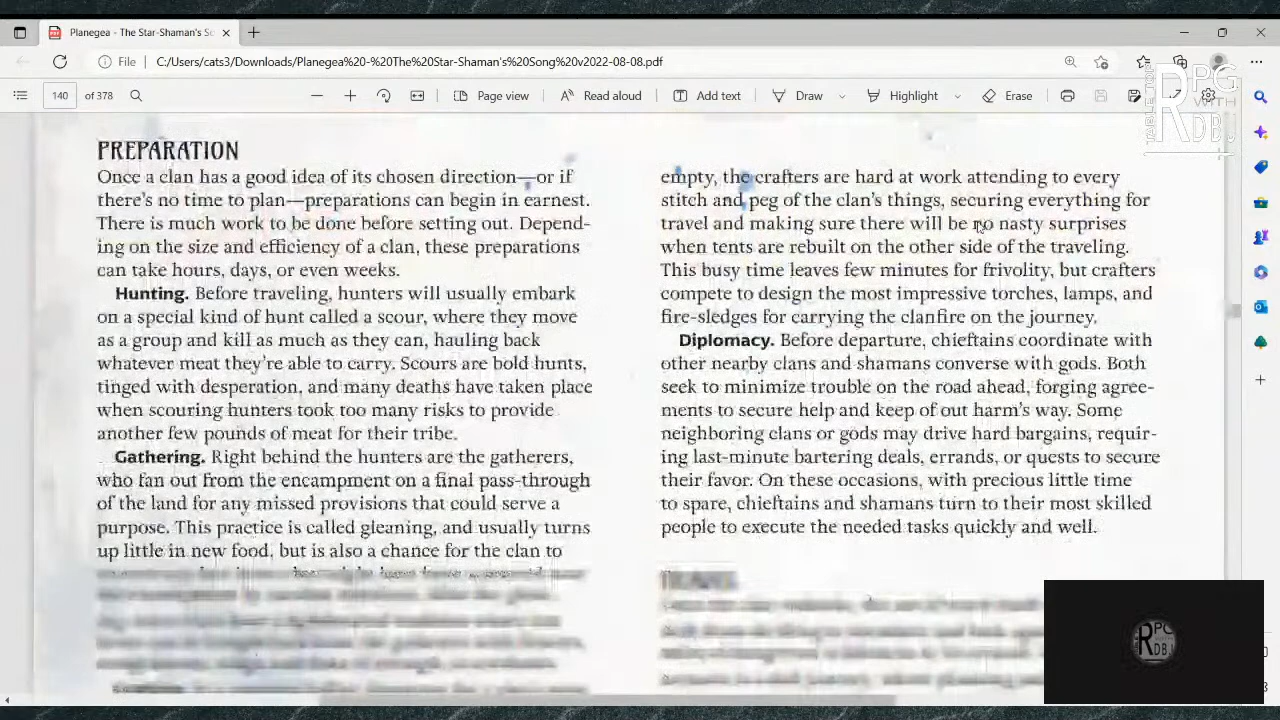 Planegea - The Star-Shaman's So
File
C:/Users/cats3/Downloads/Planegea%20-%20The%20Star-Shaman's%20Song%20v2022-08-08.pdf
140 of 378
Page view
Read aloud
Add text
Draw
Highlight
Erase
TABLE TOP
RPG
WITH
RDBJ
PREPARATION
Once a clan has a good idea of its chosen direction—or if
there's no time to plan—preparations can begin in earnest.
There is much work to be done before setting out. Depend-
ing on the size and efficiency of a clan, these preparations
can take hours, days, or even weeks.
Hunting. Before traveling, hunters will usually embark
on a special kind of hunt called a scour, where they move
as a group and kill as much as they can, hauling back
whatever meat they're able to carry. Scours are bold hunts,
tinged with desperation, and many deaths have taken place
when scouring hunters took too many risks to provide
another few pounds of meat for their tribe.
Gathering. Right behind the hunters are the gatherers,
who fan out from the encampment on a final pass-through
of the land for any missed provisions that could serve a
purpose. This practice is called gleaning, and usually turns
up little in new food, but is also a chance for the clan to
empty, the crafters are hard at work attending to every
stitch and peg of the clan's things, securing everything for
travel and making sure there will be no nasty surprises
when tents are rebuilt on the other side of the traveling.
This busy time leaves few minutes for frivolity, but crafters
compete to design the most impressive torches, lamps, and
fire-sledges for carrying the clanfire on the journey.
Diplomacy. Before departure, chieftains coordinate with
other nearby clans and shamans converse with gods. Both
seek to minimize trouble on the road ahead, forging agree-
ments to secure help and keep of out harm's way. Some
neighboring clans or gods may drive hard bargains, requir-
ing last-minute bartering deals, errands, or quests to secure
their favor. On these occasions, with precious little time
to spare, chieftains and shamans turn to their most skilled
people to execute the needed tasks quickly and well.